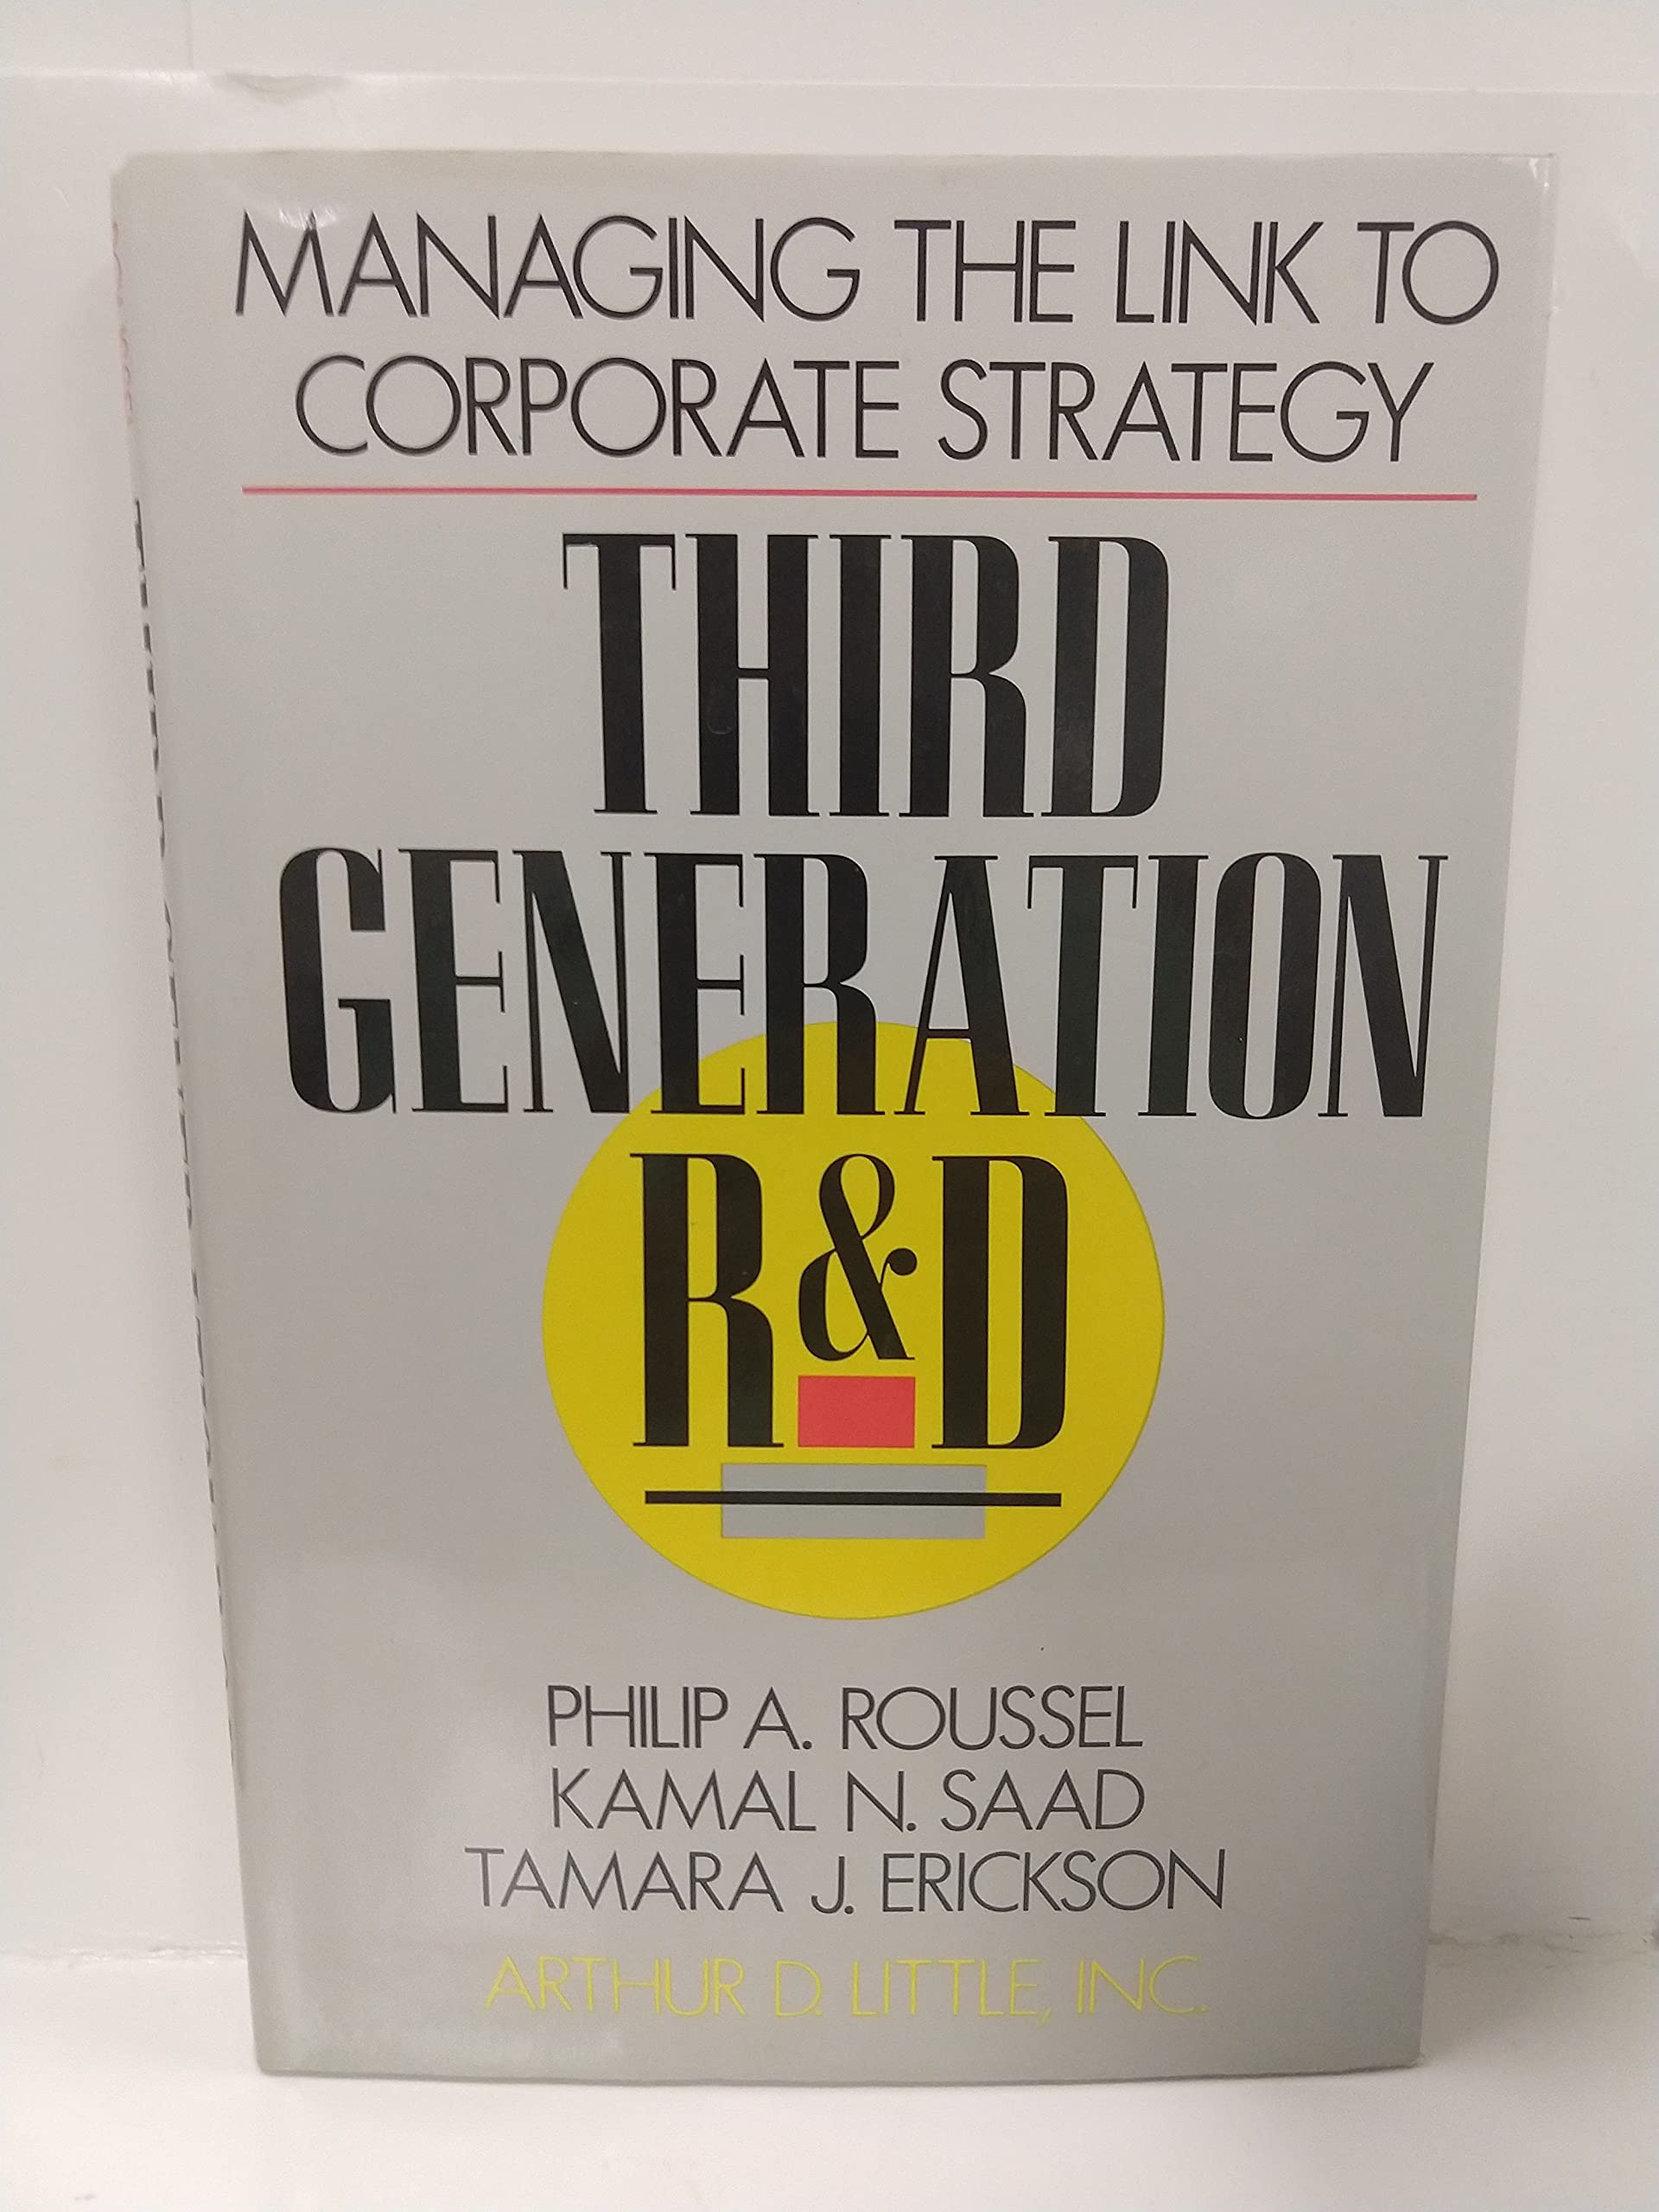 MANAGING THE LINK TO
CORPORATE STRATEGY
THIRD
GENERATION
R&D
PHILIP A. ROUSSEL
KAMAL N. SAAD
TAMARA J. ERICKSON
ARTHUR D. LITTLE, INC.